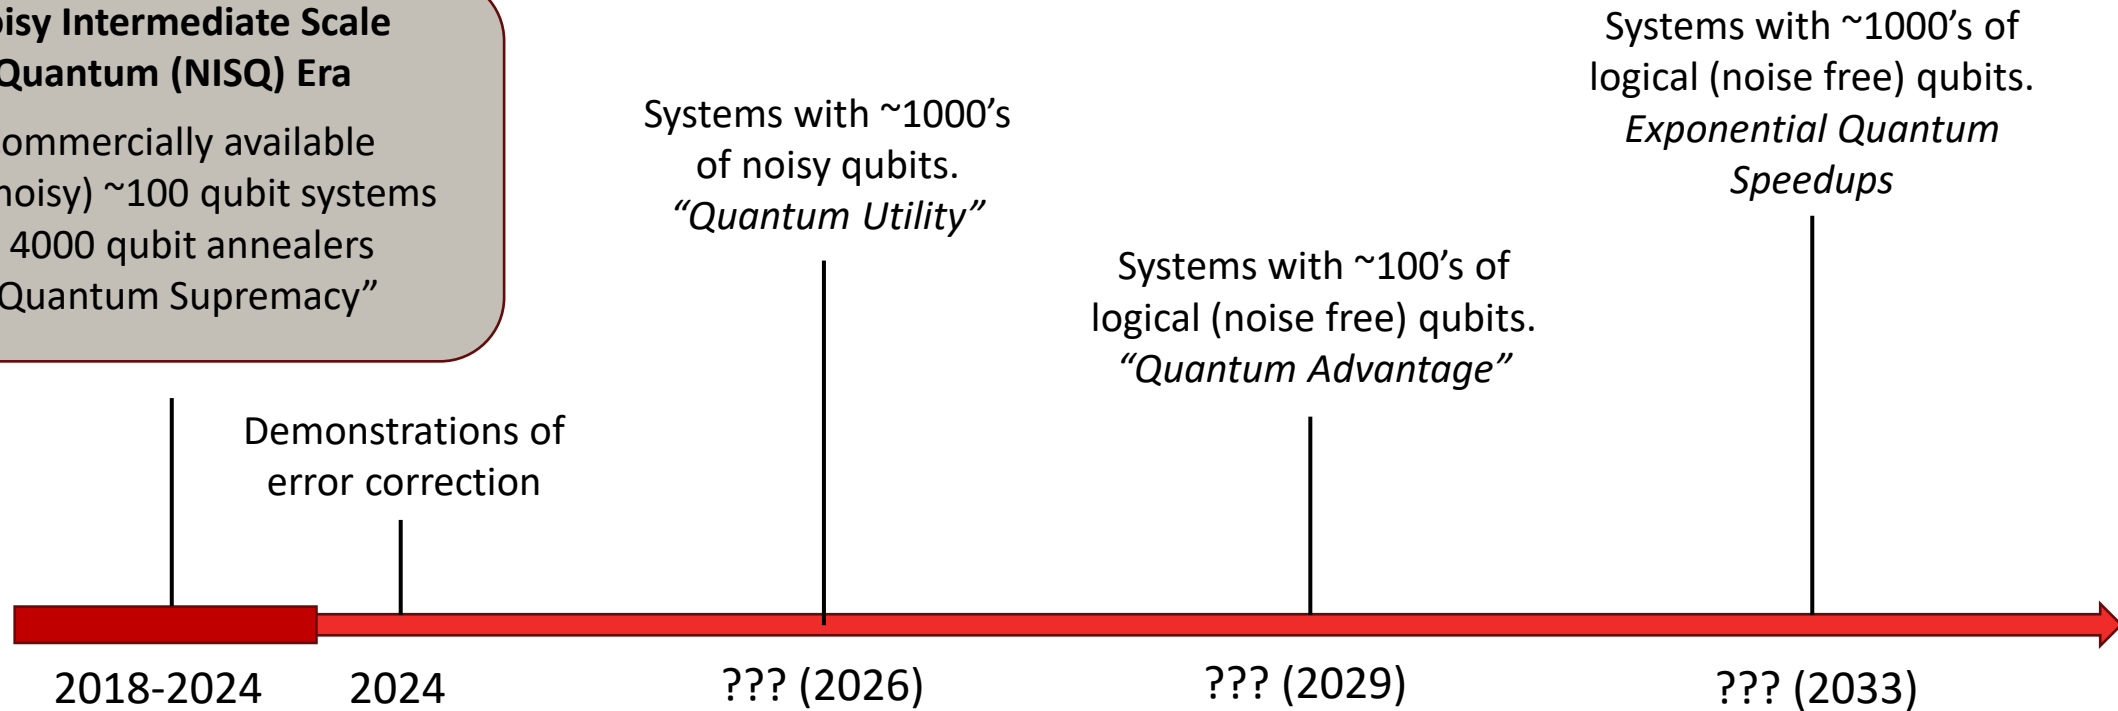 oisy Intermediate Scale
Quantum (NISQ) Era
ommercially available
noisy) ~100 qubit systems
4000 qubit annealers
Quantum Supremacy”
Demonstrations of
error correction
Systems with ~1000’s
of noisy qubits.
“Quantum Utility”
Systems with ~100’s of
logical (noise free) qubits.
“Quantum Advantage”
Systems with ~1000’s of
logical (noise free) qubits.
Exponential Quantum
Speedups
2018-2024
2024
??? (2026)
??? (2029)
??? (2033)